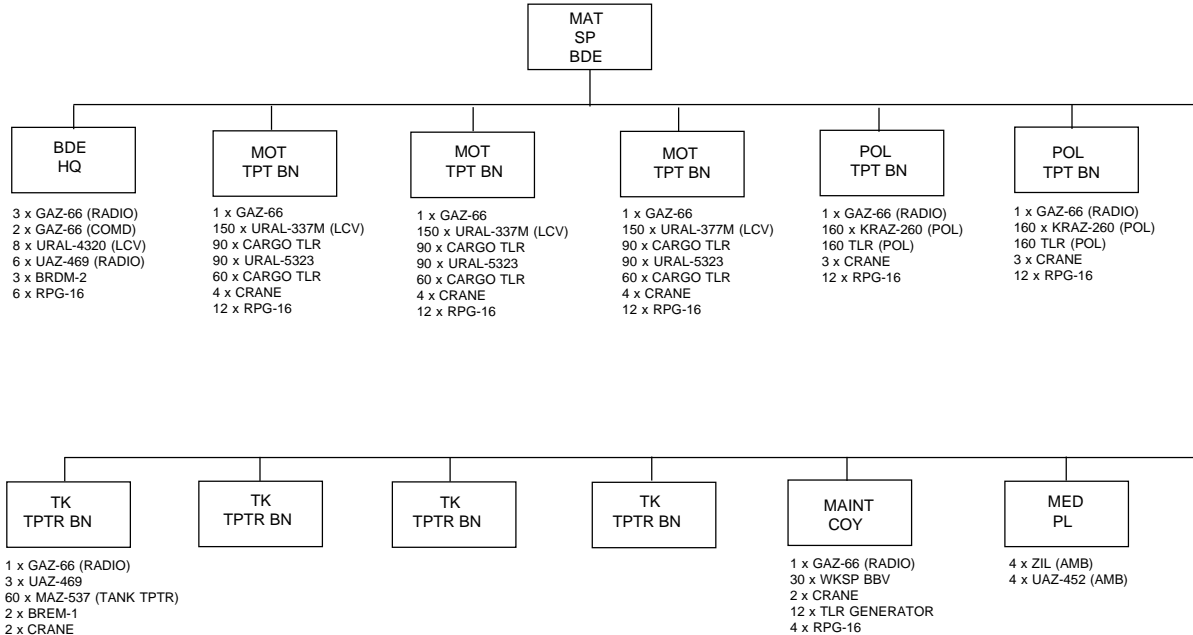 MAT
SP
BDE
BDE
HQ
3 x GAZ-66 (RADIO)
2 x GAZ-66 (COMD)
8 x URAL-4320 (LCV)
6 x UAZ-469 (RADIO)
3 x BRDM-2
6 x RPG-16
MOT
TPT BN
1 x GAZ-66
150 x URAL-337M (LCV)
90 x CARGO TLR
90 x URAL-5323
60 x CARGO TLR
4 x CRANE
12 x RPG-16
MOT
TPT BN
1 x GAZ-66
150 x URAL-337M (LCV)
90 x CARGO TLR
90 x URAL-5323
60 x CARGO TLR
4 x CRANE
12 x RPG-16
MOT
TPT BN
1 x GAZ-66
150 x URAL-377M (LCV)
90 x CARGO TLR
90 x URAL-5323
60 x CARGO TLR
4 x CRANE
12 x RPG-16
POL
TPT BN
1 x GAZ-66 (RADIO)
160 x KRAZ-260 (POL)
160 TLR (POL)
3 x CRANE
12 x RPG-16
POL
TPT BN
1 x GAZ-66 (RADIO)
160 x KRAZ-260 (POL)
160 TLR (POL)
3 x CRANE
12 x RPG-16
TK
TPTR BN
1 x GAZ-66 (RADIO)
3 x UAZ-469
60 x MAZ-537 (TANK TPTR)
2 x BREM-1
2 x CRANE
TK
TPTR BN
TK
TPTR BN
TK
TPTR BN
MAINT
COY
1 x GAZ-66 (RADIO)
30 x WKSP BBV
2 x CRANE
12 x TLR GENERATOR
4 x RPG-16
MED
PL
4 x ZIL (AMB)
4 x UAZ-452 (AMB)